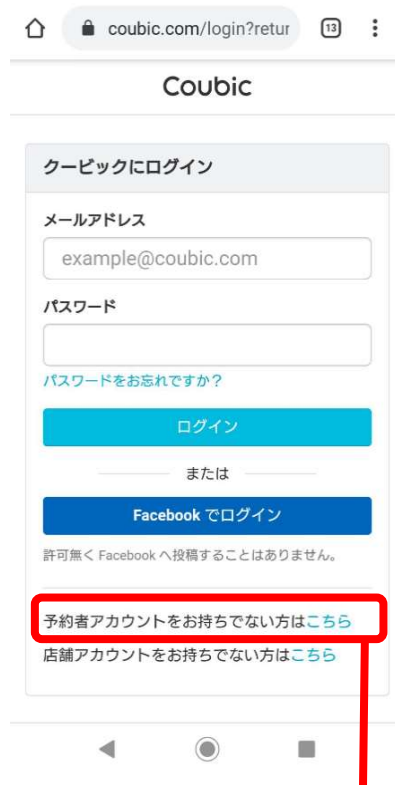 coubic.com/login?retur
13
Coubic
クービックにログイン
メールアドレス
example@coubic.com
パスワード
パスワードをお忘れですか？
ログイン
または
Facebook でログイン
許可無く Facebook へ投稿することはありません。
予約者アカウントをお持ちでない方はこちら
店舗アカウントをお持ちでない方はこちら